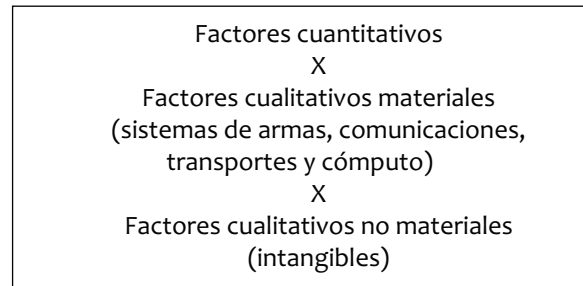 Factores cuantitativos
X
Factores cualitativos materiales
(sistemas de armas, comunicaciones,
transportes y cómputo)
X
Factores cualitativos no materiales
(intangibles)